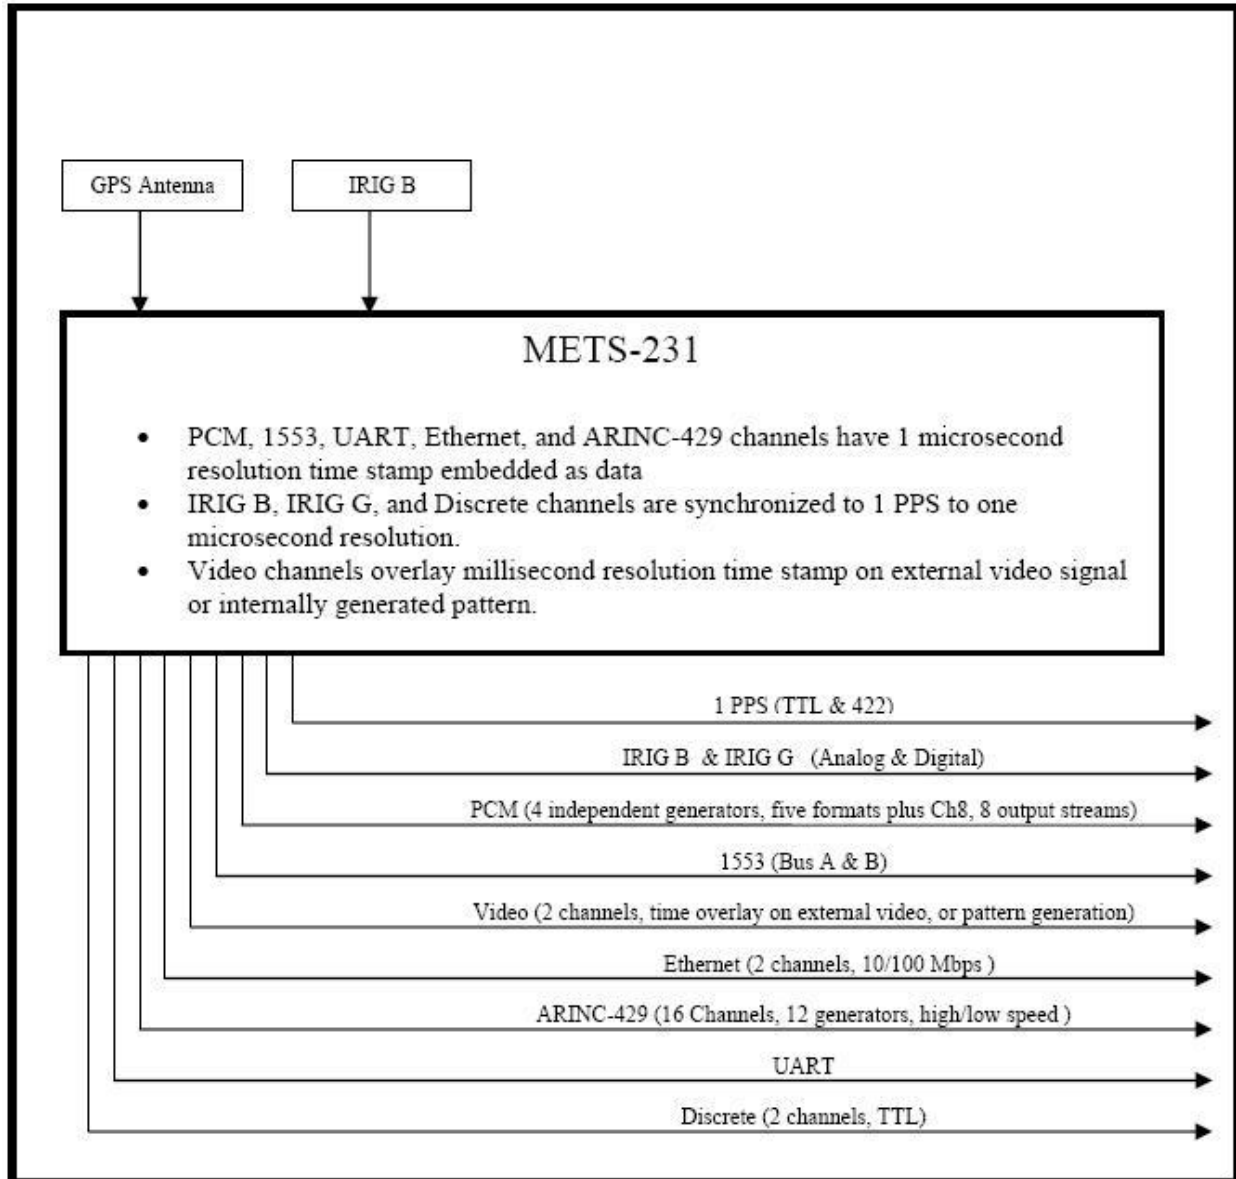 GPS Antenna
IRIG B
METS-231
• PCM, 1553, UART, Ethernet, and ARINC-429 channels have 1 microsecond
resolution time stamp embedded as data
• IRIG B, IRIG G, and Discrete channels are synchronized to 1 PPS to one
microsecond resolution.
• Video channels overlay millisecond resolution time stamp on external video signal
or internally generated pattern.
1 PPS (TTL & 422)
IRIG B & IRIG G (Analog & Digital)
PCM (4 independent generators, five formats plus Ch8, 8 output streams)
1553 (Bus A & B)
Video (2 channels, time overlay on external video, or pattern generation)
Ethernet (2 channels, 10/100 Mbps )
ARINC-429 (16 Channels, 12 generators, high/low speed )
UART
Discrete (2 channels, TTL)